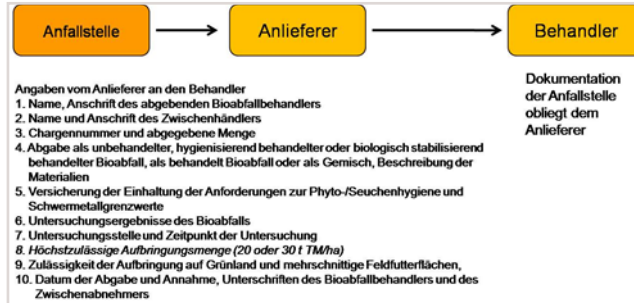 Anfallstelle
Anlieferer
Behandler
Angaben vom Anlieferer an den Behandler
1. Name, Anschrift des abgebenden Bioabfallbehandlers
2. Name und Anschrift des Zwischenhändlers
3. Chargennummer und abgegebene Menge
4. Abgabe als unbehandelter, hygienisierend behandelter oder biologisch stabilisierend
behandelter Bioabfall, als behandelt Bioabfall oder als Gemisch, Beschreibung der
Materialien
5. Versicherung der Einhaltung der Anforderungen zur Phyto-/Seuchenhygiene und
Schwermetallgrenzwerte
6. Untersuchungsergebnisse des Bioabfalls
7. Untersuchungsstelle und Zeitpunkt der Untersuchung
8. Höchstzulässige Aufbringungsmenge (20 oder 30 t TM/ha)
9. Zulässigkeit der Aufbringung auf Grünland und mehrschnittige Feldfutterflächen,
10. Datum der Abgabe und Annahme, Unterschriften des Bioabfallbehandlers und des
Zwischenabnehmers
Dokumentation
der Anfallstelle
obliegt dem
Anlieferer